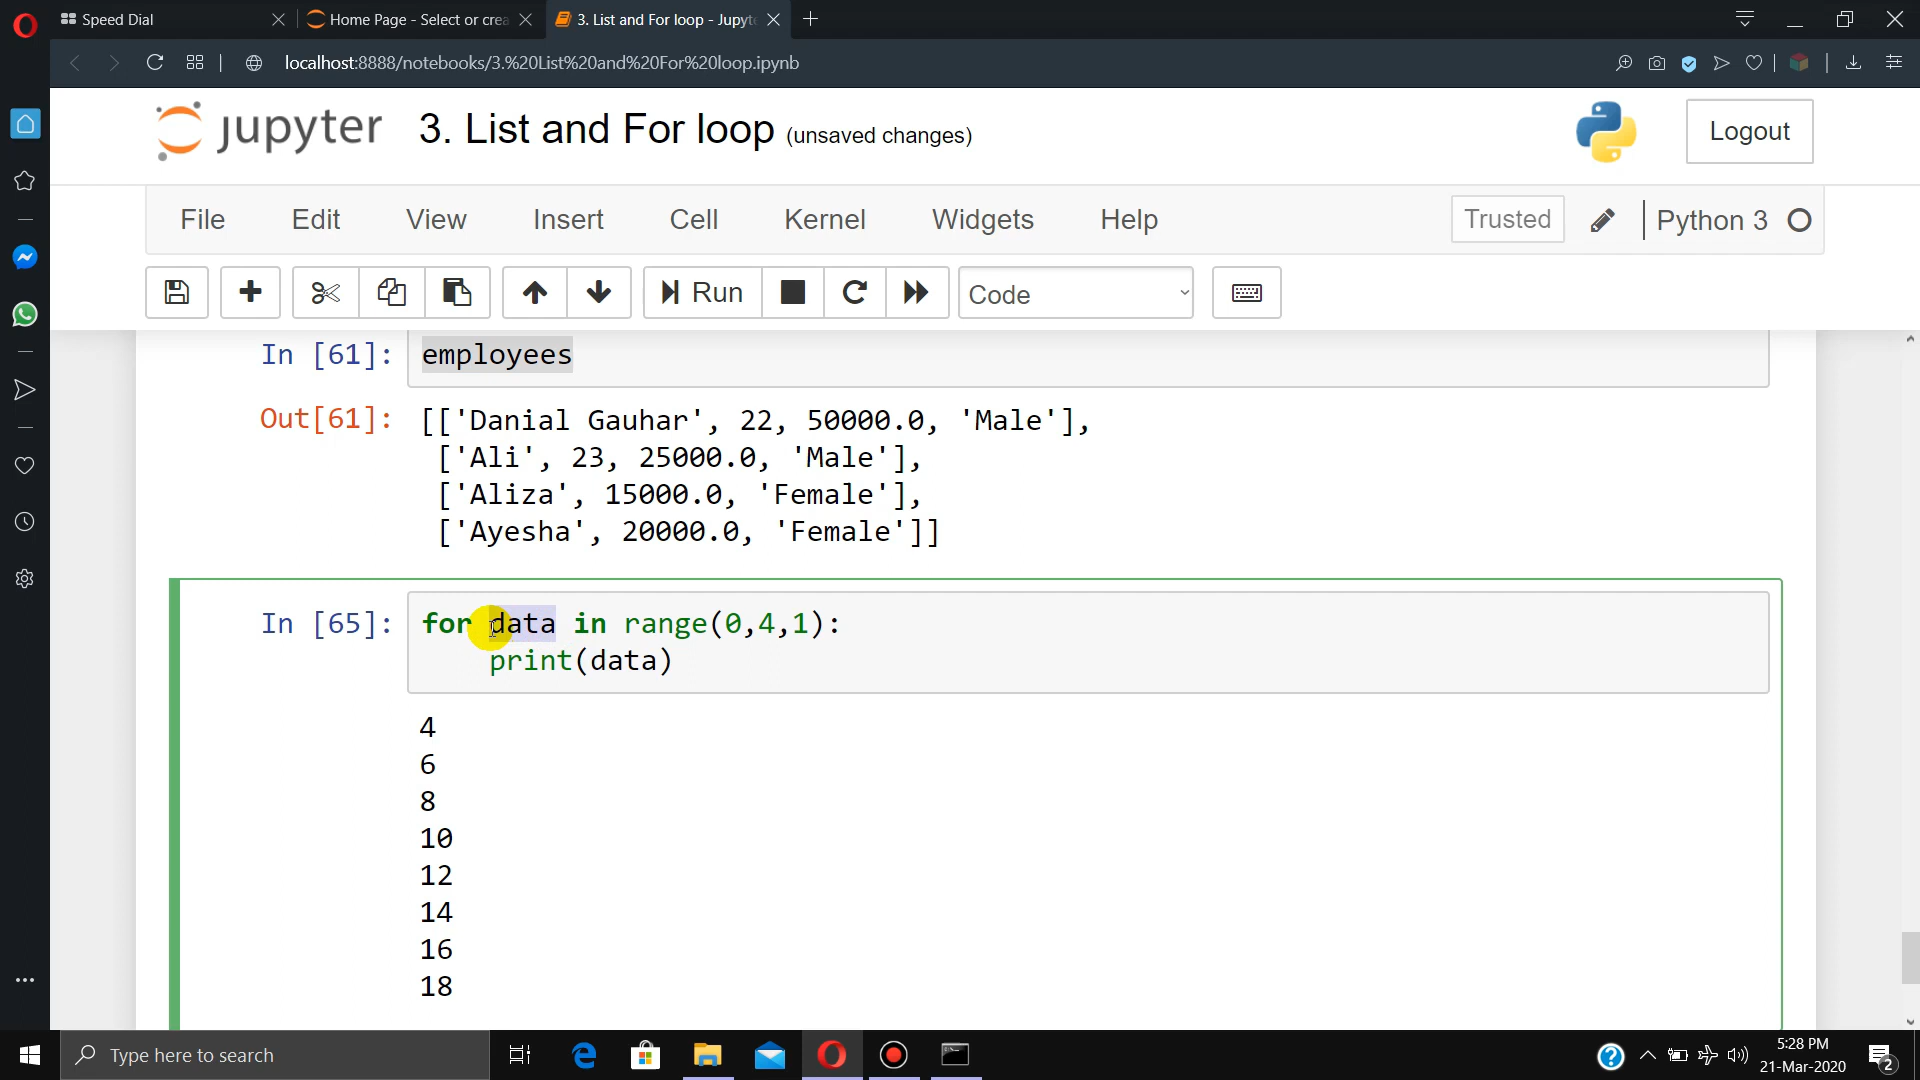 Speed Dial
Home Page - Select or crea
3. List and For loop - Jupyt
localhost:8888/notebooks/3.%20List%20and%20For%20loop.ipynb
jupyter 3. List and For loop (unsaved changes)
Logout
File Edit View Insert Cell Kernel Widgets Help
Trusted
Python 3
Run
Code
In [61]: employees
Out[61]: [['Danial Gauhar', 22, 50000.0, 'Male'],
['Ali', 23, 25000.0, 'Male'],
['Aliza', 15000.0, 'Female'],
['Ayesha', 20000.0, 'Female']]
In [65]: for data in range(0,4,1):
print(data)
4
6
8
10
12
14
16
18
Type here to search
5:28 PM
21-Mar-2020
2